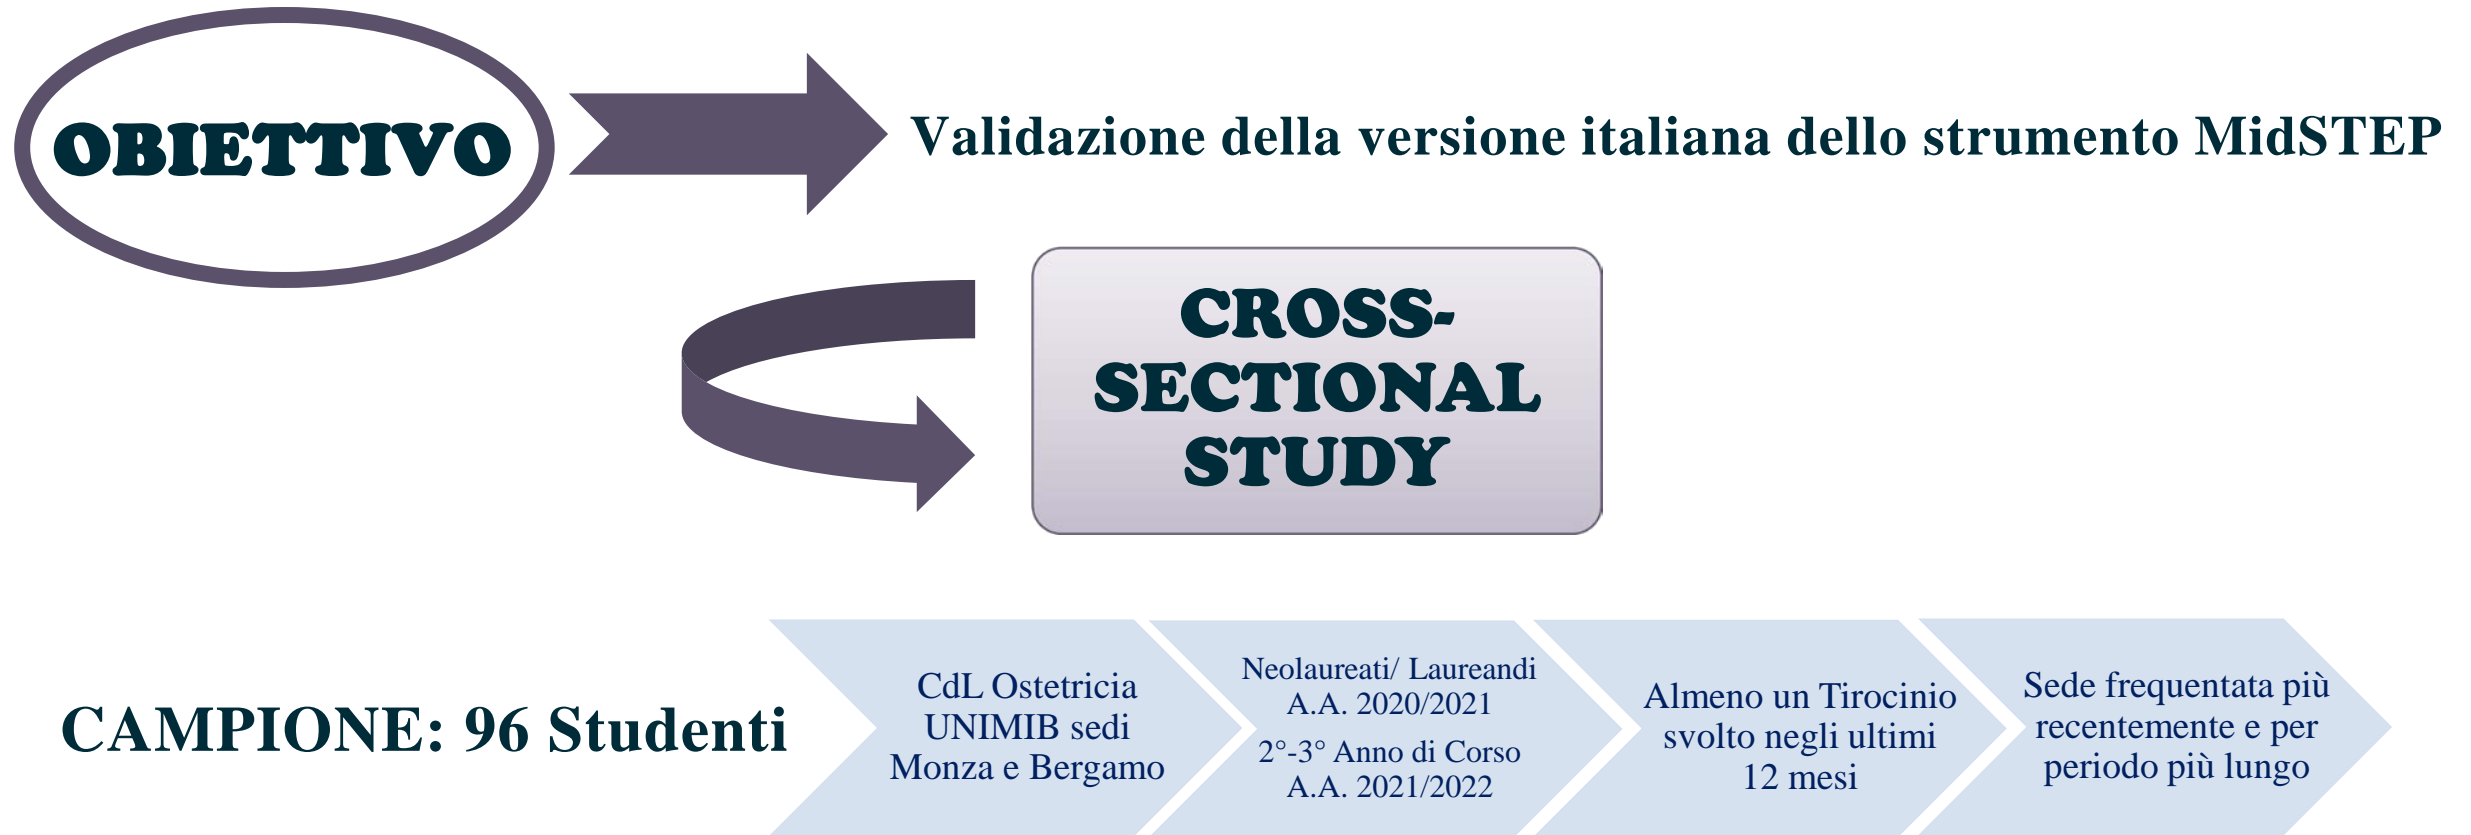 OBIETTIVO
Validazione della versione italiana dello strumento MidSTEP
CROSS-
SECTIONAL
STUDY
CAMPIONE: 96 Studenti
CdL Ostetricia
UNIMIB sedi
Monza e Bergamo
Neolaureati/ Laureandi
A.A. 2020/2021
2°-3° Anno di Corso
A.A. 2021/2022
Almeno un Tirocinio
svolto negli ultimi
12 mesi
Sede frequentata più
recentemente e per
periodo più lungo